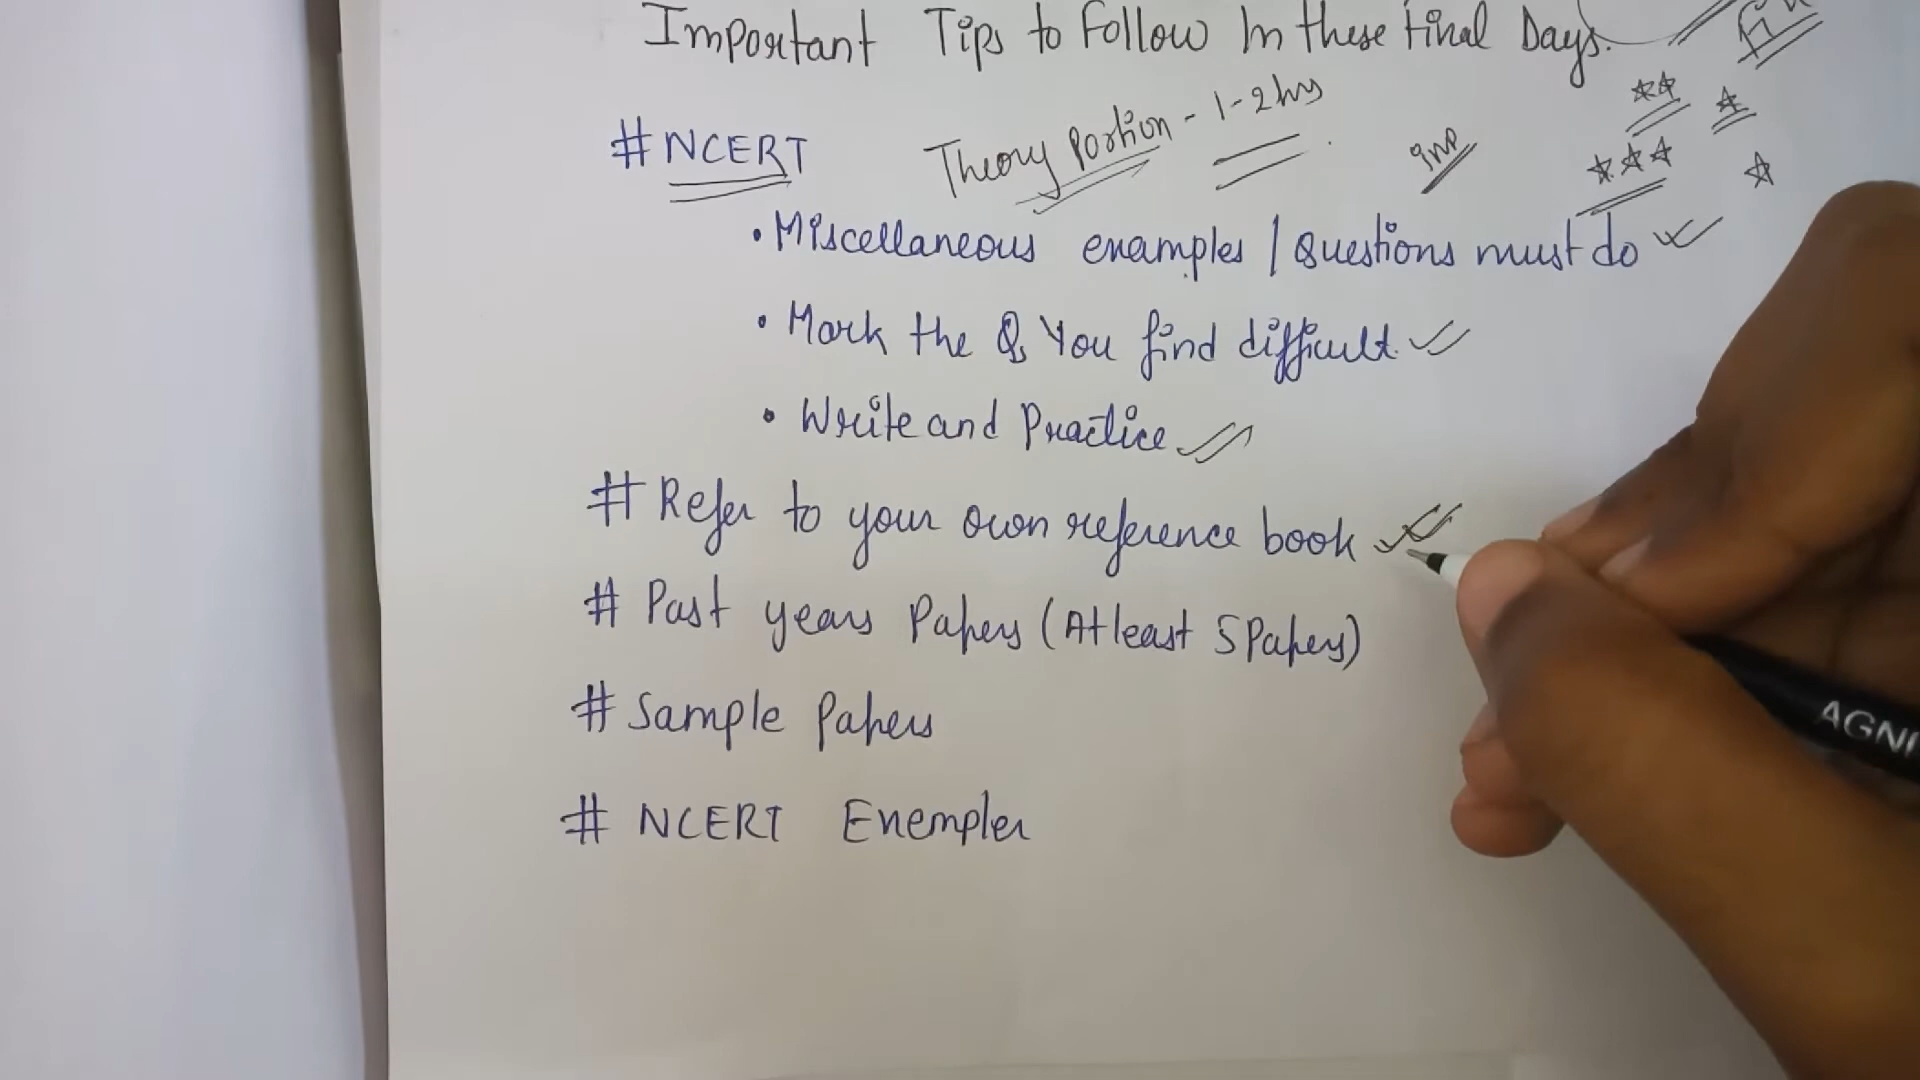 Important Tips to Follow In these Final Days.
#NCERT
Theory Portion - 1-2 hrs
imp
• Miscellaneous examples / Questions must do
• Mark the Q You find difficult.
• Write and Practice
# Refer to your own reference book
# Past years Papers (Atleast 5 Papers)
# Sample Papers
# NCERT Exempler
AGNI